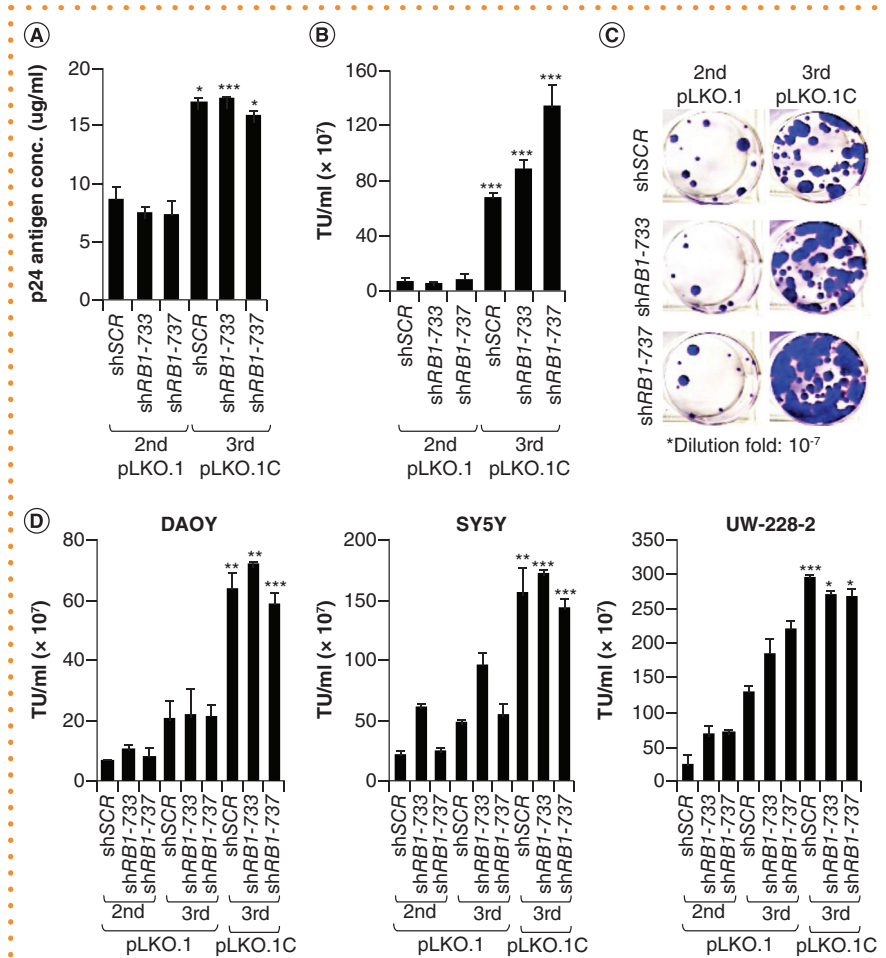 A
p24 antigen conc. (ug/ml)
20
15
10
5
0
*
***
*
shSCR
shRB1-733
shRB1-737
shSCR
shRB1-733
shRB1-737
2nd
pLKO.1
3rd
pLKO.1C
B
TU/ml (× 10⁷)
160
120
80
40
0
***
***
***
shSCR
shRB1-733
shRB1-737
shSCR
shRB1-733
shRB1-737
2nd
pLKO.1
3rd
pLKO.1C
C
2nd
pLKO.1
3rd
pLKO.1C
shSCR
shRB1-733
shRB1-737
*Dilution fold: 10⁻⁷
D
DAOY
TU/ml (× 10⁷)
80
60
40
20
0
**
**
***
shSCR
shRB1-733
shRB1-737
shSCR
shRB1-733
shRB1-737
shSCR
shRB1-733
shRB1-737
2nd
3rd
3rd
pLKO.1
pLKO.1C
SY5Y
TU/ml (× 10⁷)
200
150
100
50
0
**
***
***
shSCR
shRB1-733
shRB1-737
shSCR
shRB1-733
shRB1-737
shSCR
shRB1-733
shRB1-737
2nd
3rd
3rd
pLKO.1
pLKO.1C
UW-228-2
TU/ml (× 10⁷)
350
300
250
200
150
100
50
0
***
*
*
shSCR
shRB1-733
shRB1-737
shSCR
shRB1-733
shRB1-737
shSCR
shRB1-733
shRB1-737
2nd
3rd
3rd
pLKO.1
pLKO.1C